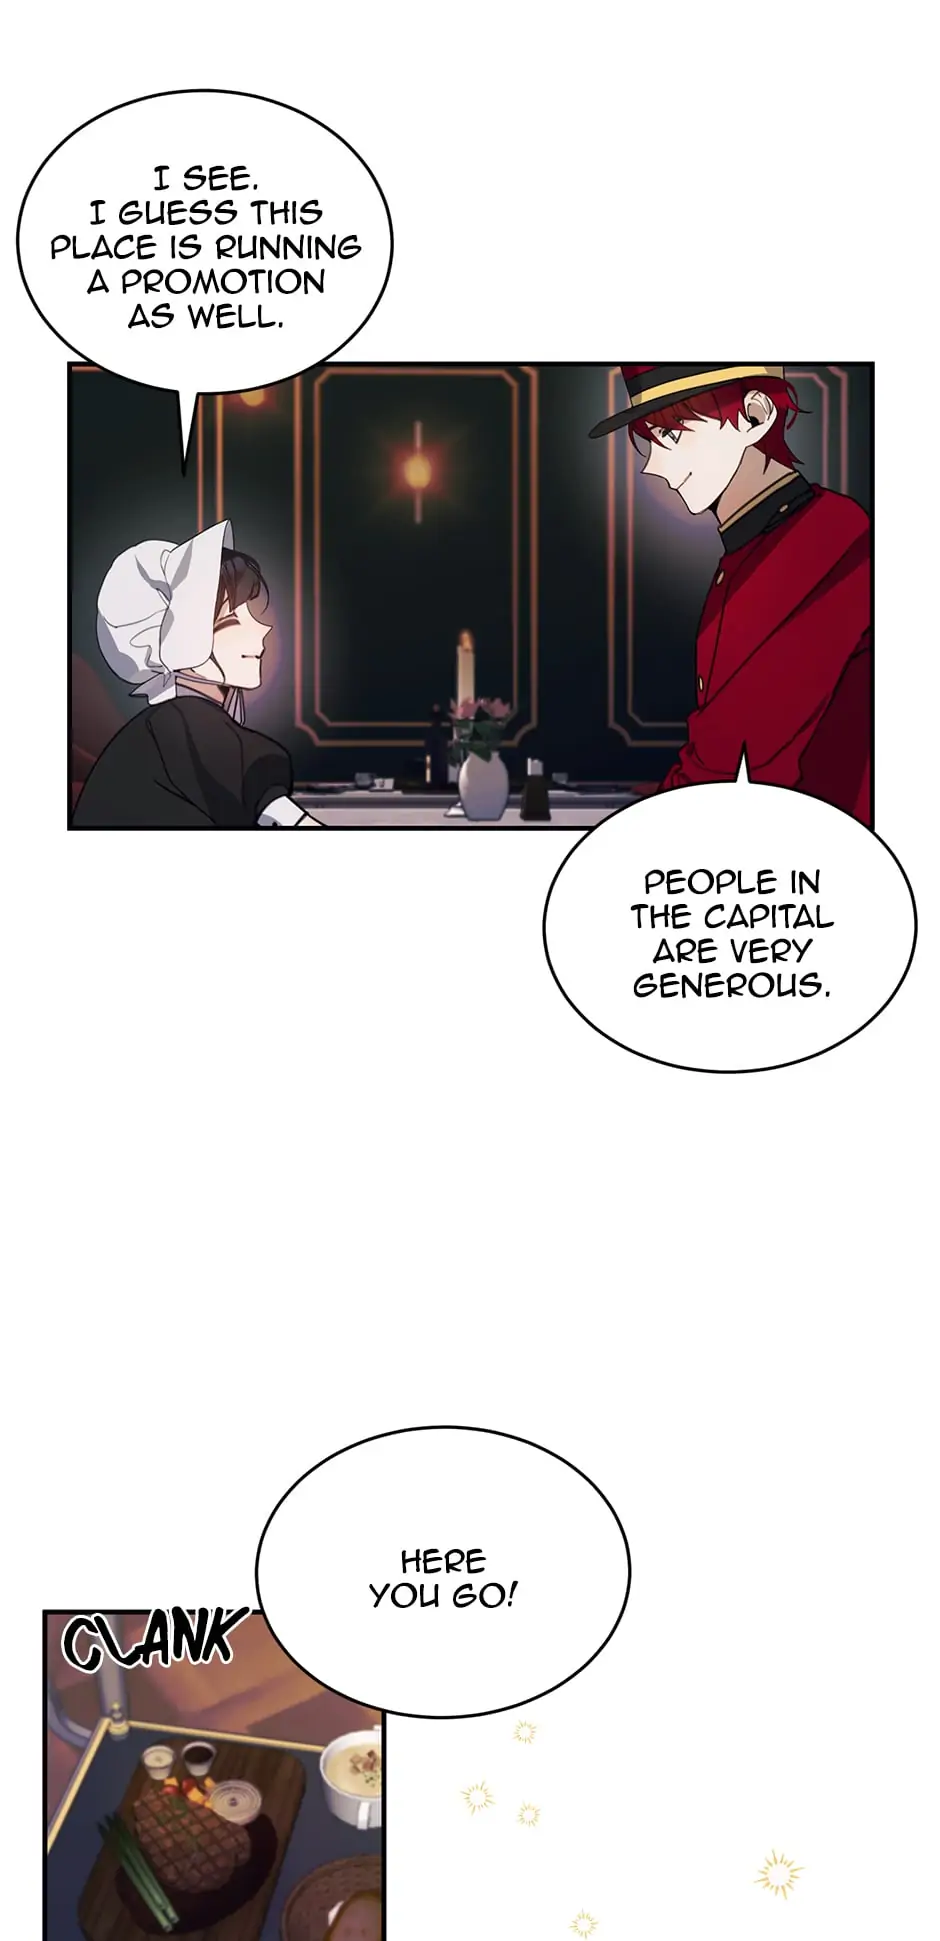 I SEE.
I GUESS THIS
PLACE IS RUNNING
A PROMOTION
AS WELL.
PEOPLE IN
THE CAPITAL
ARE VERY
GENEROUS.
HERE
YOU GO!
CLANK